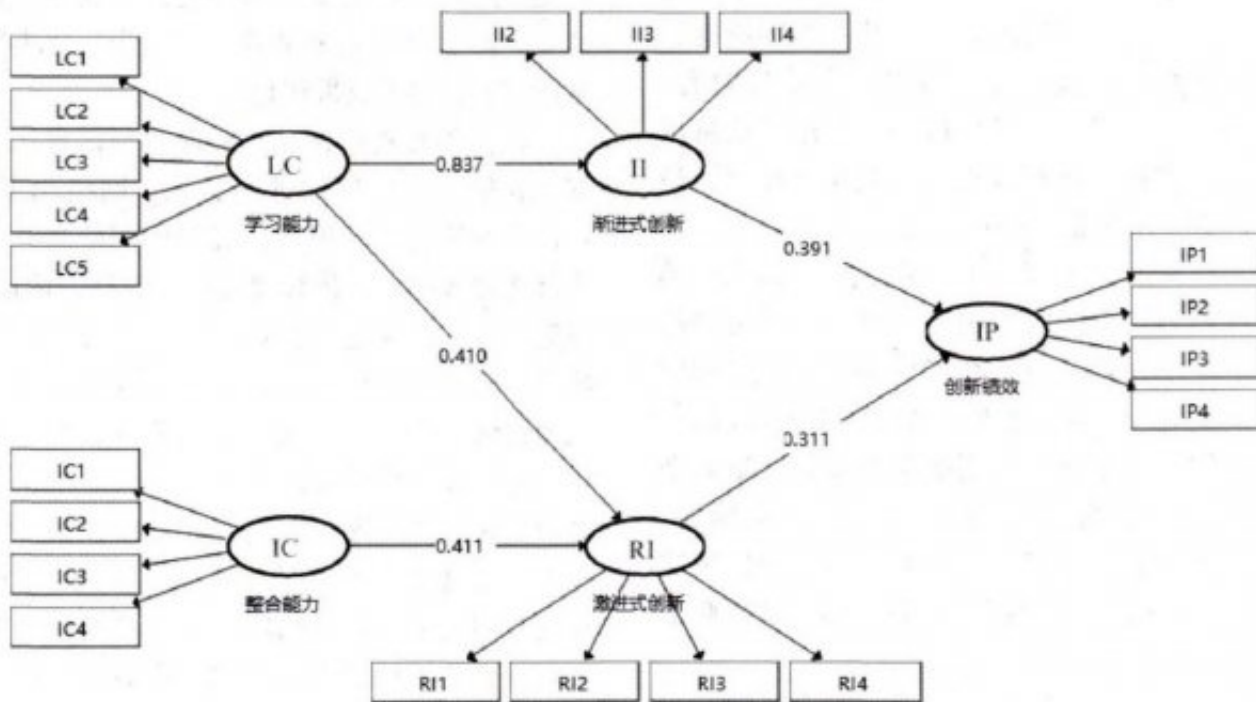 II2 II3 II4
LC1
LC2
LC3
LC4
LC5
LC
学习能力
0.837
II
渐进式创新
0.391
0.410
IP
创新绩效
IP1
IP2
IP3
IP4
0.311
IC1
IC2
IC3
IC4
IC
整合能力
0.411
RI
激进式创新
RI1 RI2 RI3 RI4